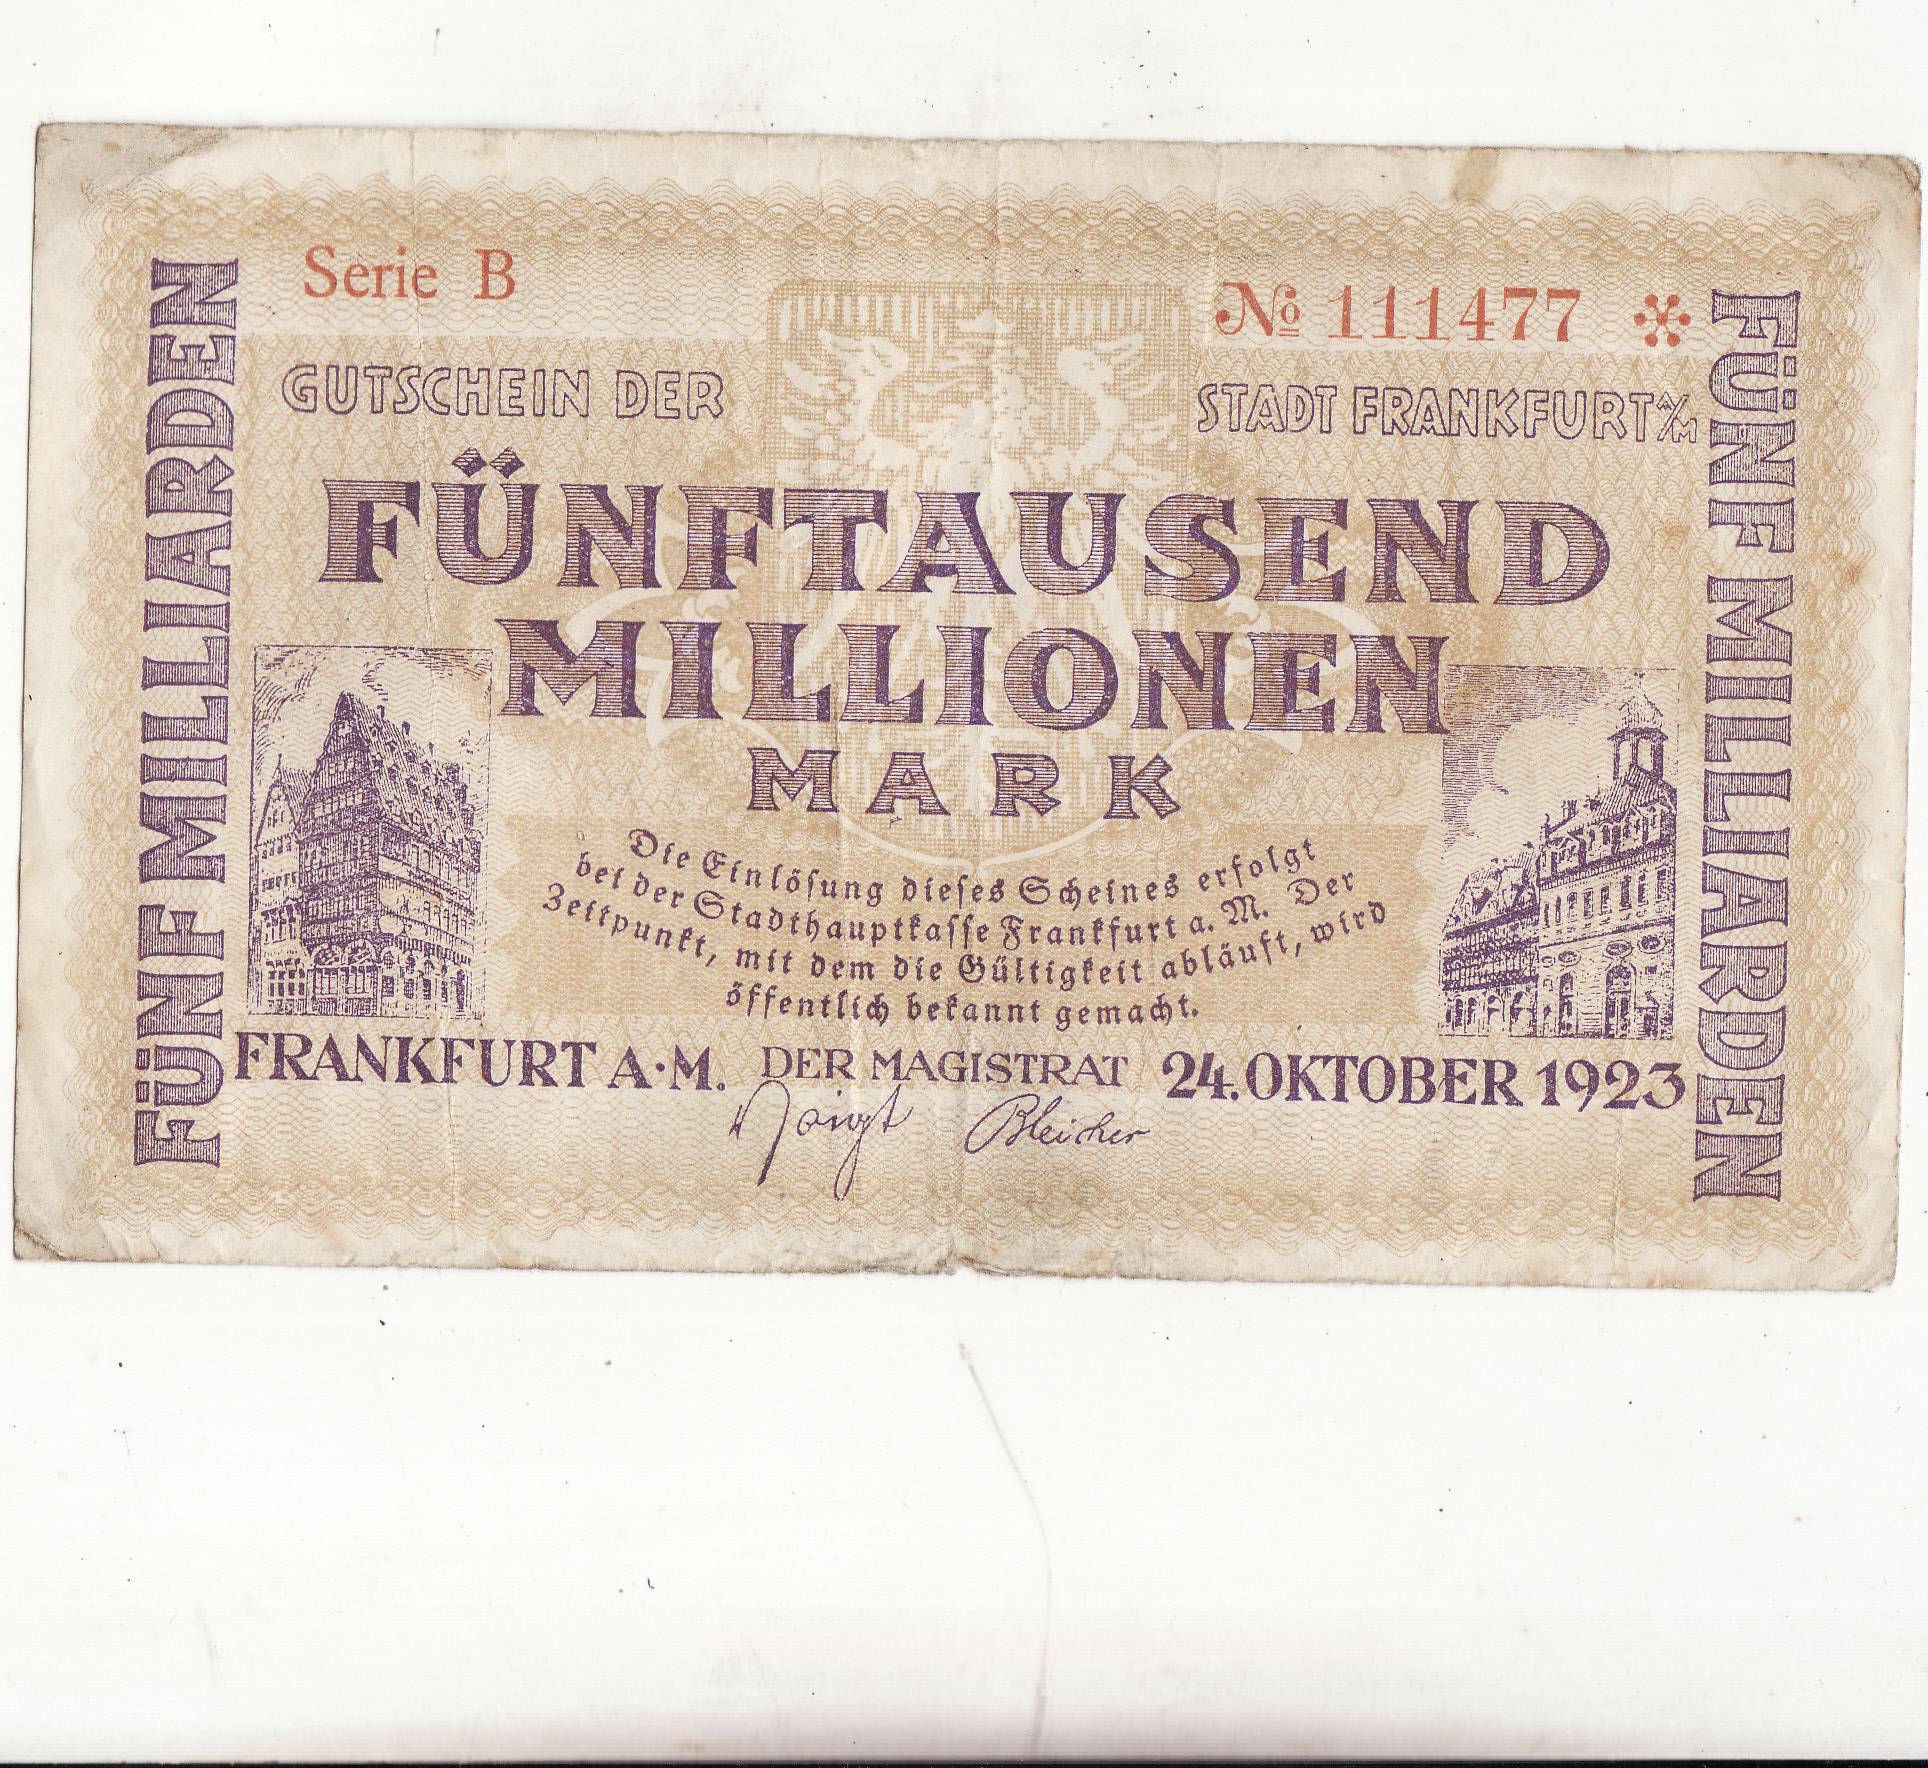 Serie B
№ 111477
GUTSCHEIN DER STADT FRANKFURT A/M
FÜNFTAUSEND
MILLIONEN
MARK
Die Einlösung dieses Scheines erfolgt
bei der Stadthauptkasse Frankfurt a. M. Der
Zeitpunkt, mit dem die Gültigkeit abläuft, wird
öffentlich bekannt gemacht.
FRANKFURT A·M. DER MAGISTRAT 24. OKTOBER 1923
Voigt Bleicher
FÜNF MILLIARDEN
FÜNF MILLIARDEN